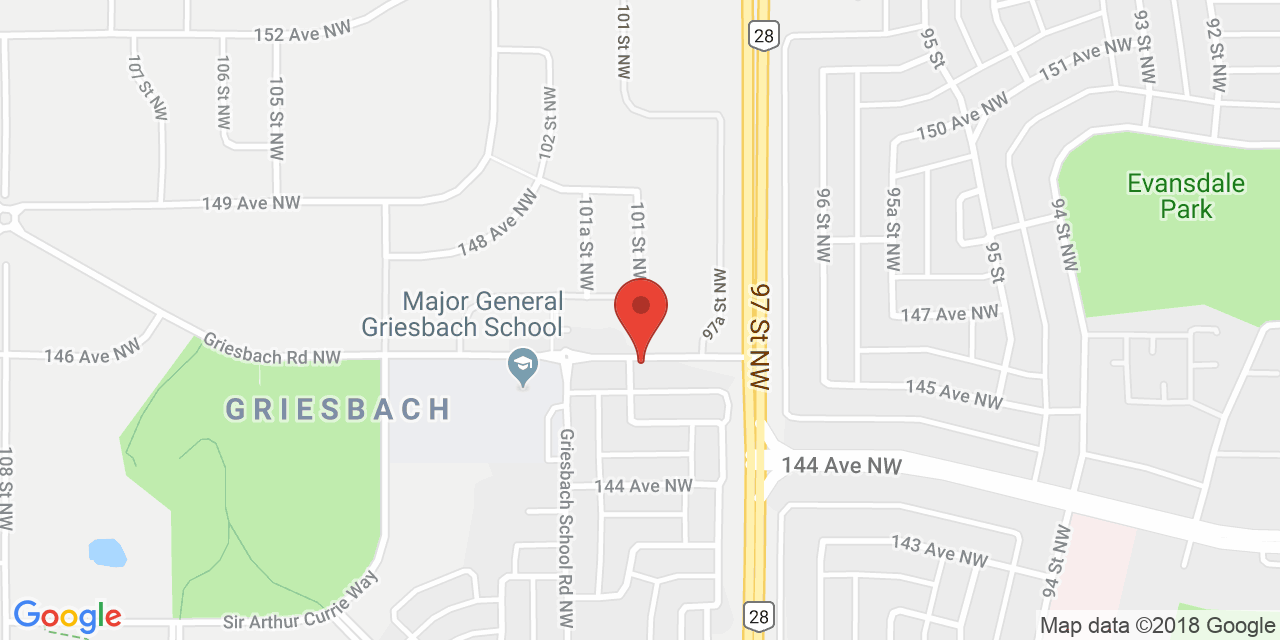 152 Ave NW
101 St NW
28
95 St
93 St NW
92 St NW
151 Ave NW
101 St NW
106 St NW
105 St NW
102 St NW
150 Ave NW
Evansdale
Park
149 Ave NW
148 Ave NW
101a St NW
101 St NW
96 St NW
95a St NW
94 St NW
95 St
97a St NW
97 St NW
Major General
Griesbach School
147 Ave NW
146 Ave NW
Griesbach Rd NW
145 Ave NW
GRIESBACH
108 St NW
Griesbach School Rd NW
144 Ave NW
144 Ave NW
143 Ave NW
94 St NW
Sir Arthur Currie Way
28
Google
Map data ©2018 Google